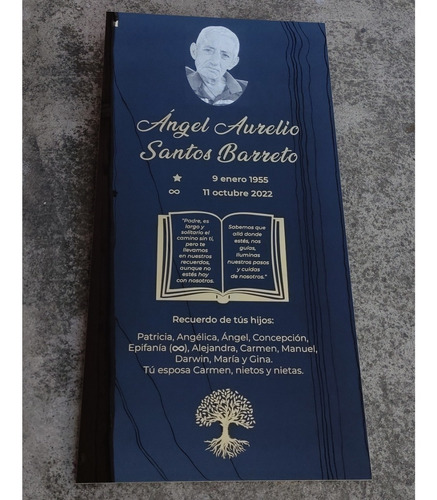 Ángel Aurelio
Santos Barreto
★ 9 enero 1955
∞ 11 octubre 2022
"Padre, es
largo y
solitario el
camino sin ti,
pero te
llevamos
en nuestros
recuerdos,
aunque no
estés hoy
con nosotros.
Sabemos que
allá donde
estés, nos
guías,
iluminas
nuestros pasos
y cuidas
de nosotros."
Recuerdo de tús hijos:
Patricia, Angélica, Ángel, Concepción,
Epifanía (∞), Alejandra, Carmen, Manuel,
Darwin, María y Gina.
Tú esposa Carmen, nietos y nietas.